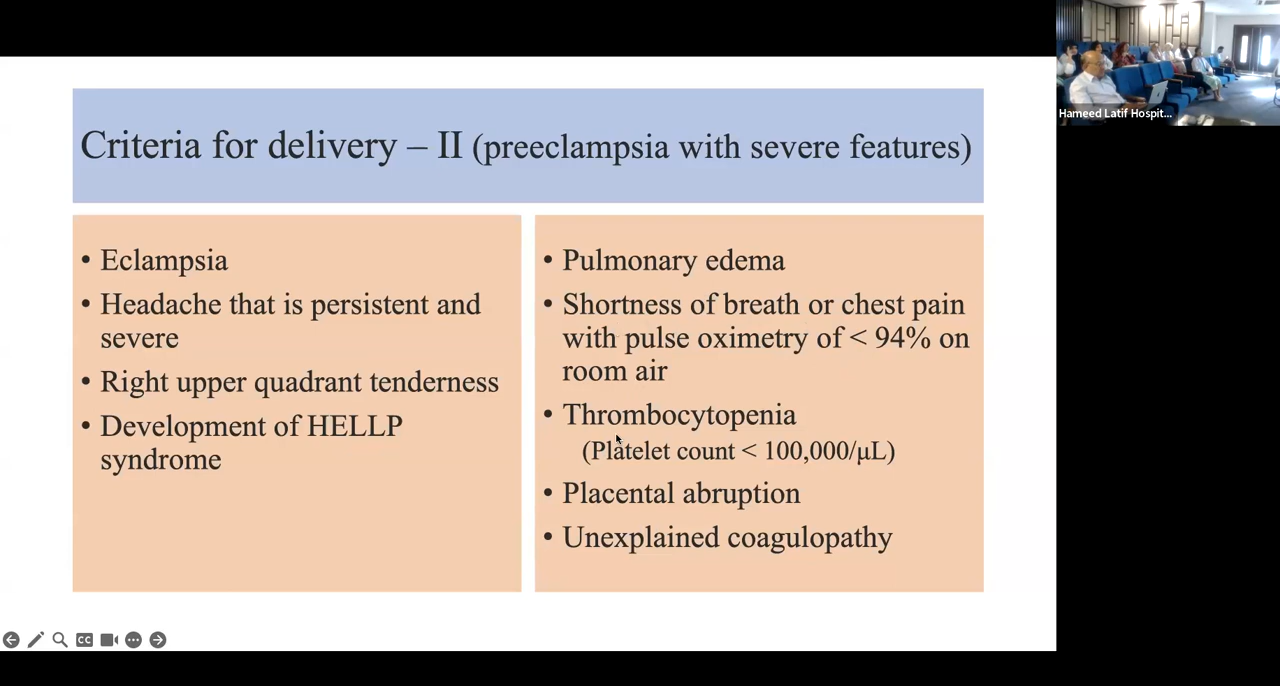 Criteria for delivery – II (preeclampsia with severe features)
• Eclampsia
• Headache that is persistent and
severe
• Right upper quadrant tenderness
• Development of HELLP
syndrome
• Pulmonary edema
• Shortness of breath or chest pain
with pulse oximetry of < 94% on
room air
• Thrombocytopenia
(Platelet count < 100,000/μL)
• Placental abruption
• Unexplained coagulopathy
Hameed Latif Hospit...
CC